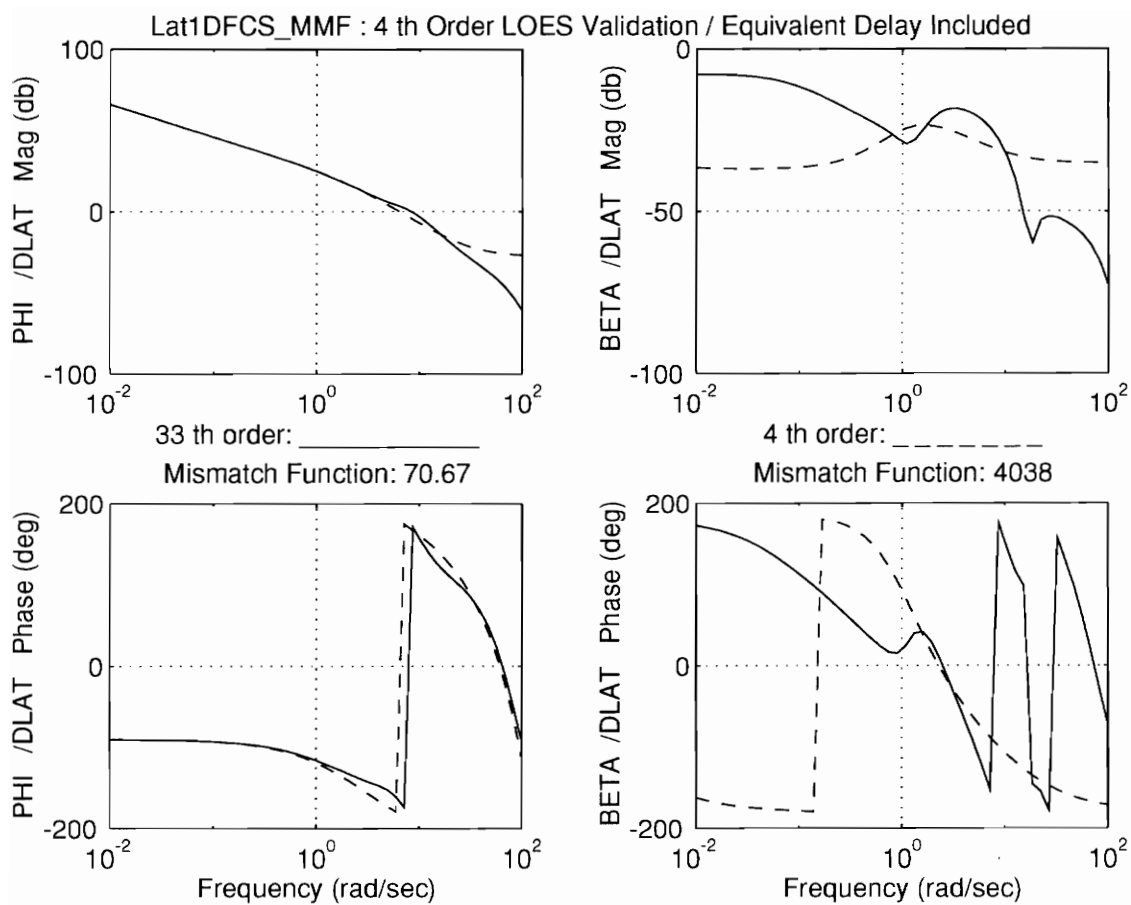 Lat1DFCS_MMF : 4 th Order LOES Validation / Equivalent Delay Included
100
0
-100
PHI /DLAT Mag (db)
10^-2
10^0
10^2
0
-50
-100
BETA /DLAT Mag (db)
10^-2
10^0
10^2
33 th order:
4 th order:
Mismatch Function: 70.67
Mismatch Function: 4038
200
0
-200
PHI /DLAT Phase (deg)
10^-2
10^0
10^2
Frequency (rad/sec)
200
0
-200
BETA /DLAT Phase (deg)
10^-2
10^0
10^2
Frequency (rad/sec)